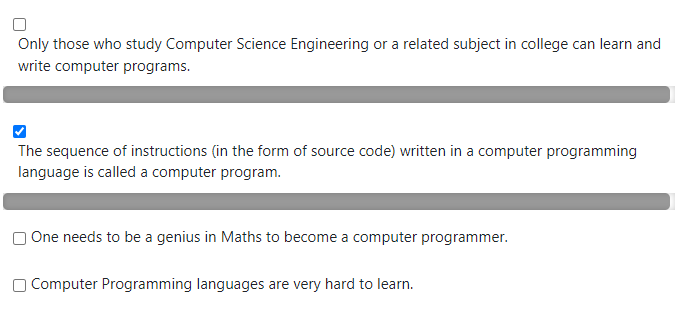 Only those who study Computer Science Engineering or a related subject in college can learn and
write computer programs.
The sequence of instructions (in the form of source code) written in a computer programming
language is called a computer program.
One needs to be a genius in Maths to become a computer programmer.
Computer Programming languages are very hard to learn.